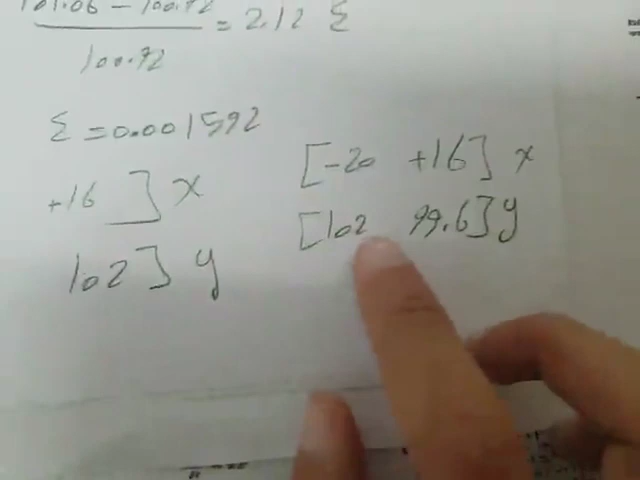 101.06 - 100.72
= 2.12 Σ
100.72
Σ = 0.001592
+16 ] x
102 ] y
[-20 +16] x
[102 99.6] y